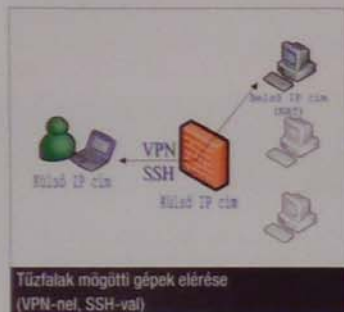 belső IP cím
(NAT)
VPN
SSH
Külső IP cím
Külső IP cím
Tűzfalak mögötti gépek elérése
(VPN-nel, SSH-val)